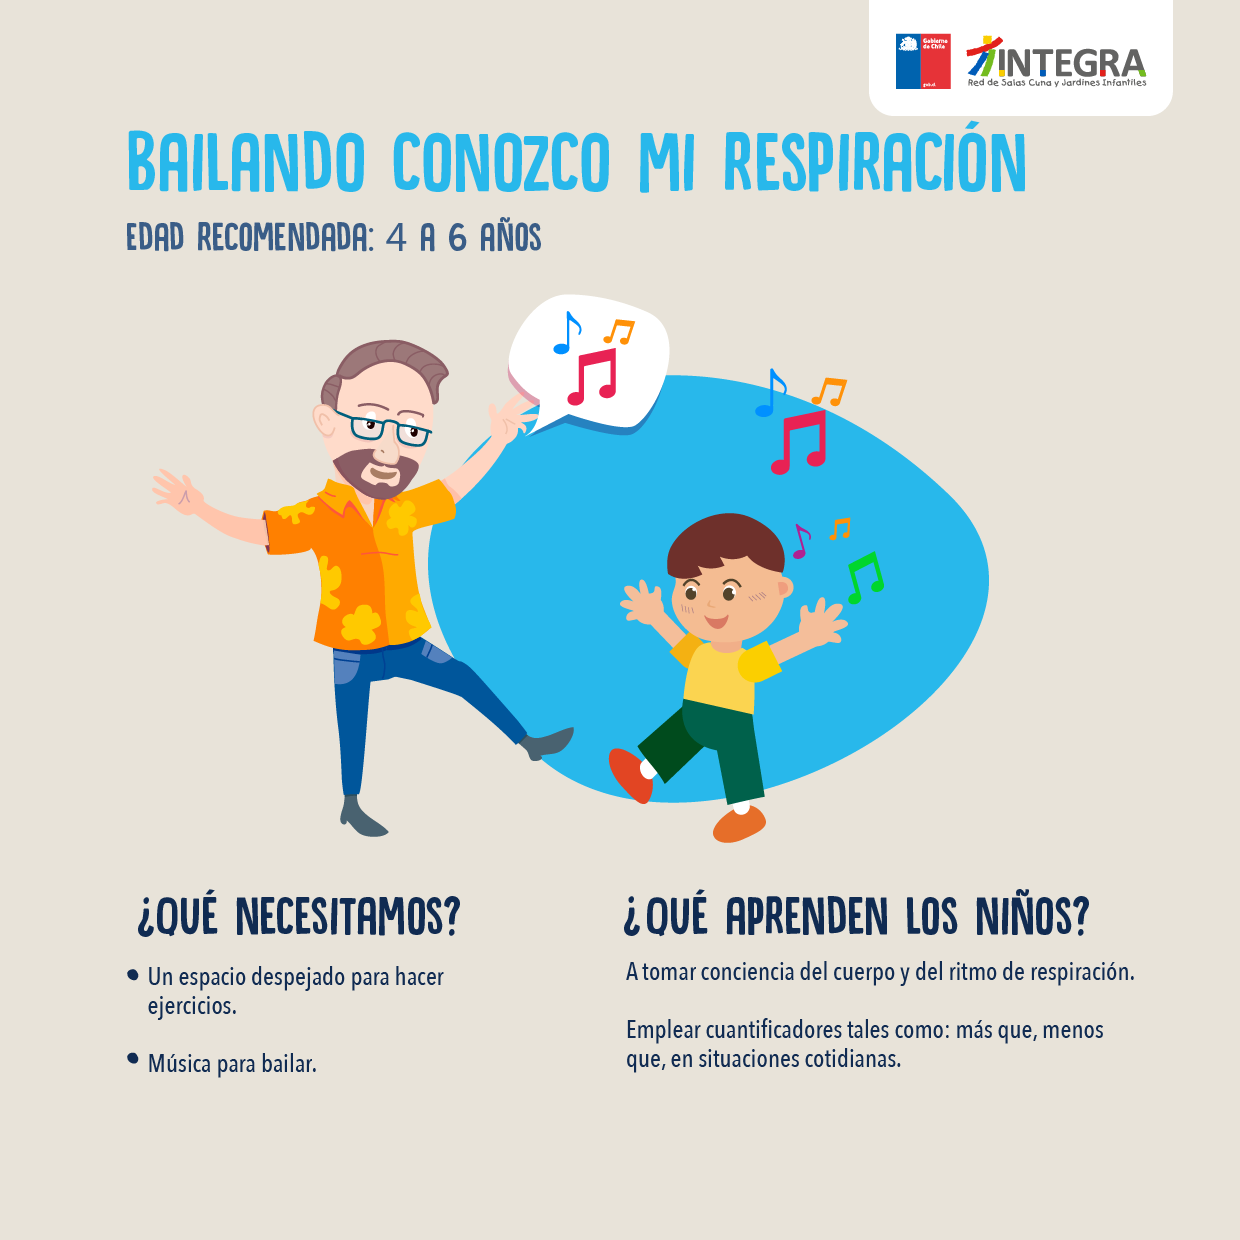 Gobierno
de Chile
gob.cl
INTEGRA
Red de Salas Cuna y Jardines Infantiles
BAILANDO CONOZCO MI RESPIRACIÓN
EDAD RECOMENDADA: 4 A 6 AÑOS
¿QUÉ NECESITAMOS?
• Un espacio despejado para hacer
ejercicios.
• Música para bailar.
¿QUÉ APRENDEN LOS NIÑOS?
A tomar conciencia del cuerpo y del ritmo de respiración.
Emplear cuantificadores tales como: más que, menos
que, en situaciones cotidianas.